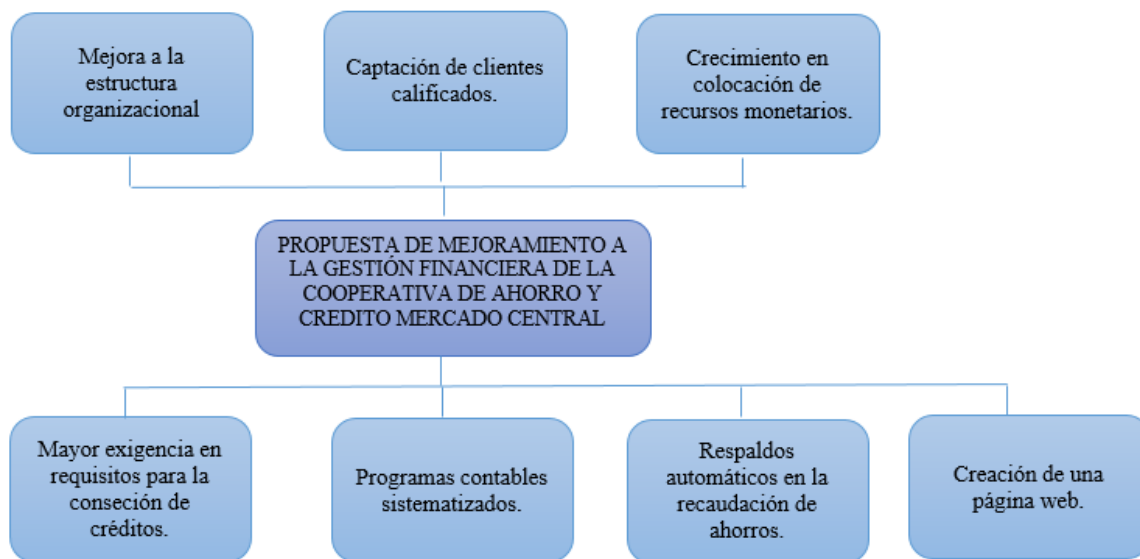 Mejora a la
estructura
organizacional
Captación de clientes
calificados.
Crecimiento en
colocación de
recursos monetarios.
PROPUESTA DE MEJORAMIENTO A
LA GESTIÓN FINANCIERA DE LA
COOPERATIVA DE AHORRO Y
CREDITO MERCADO CENTRAL
Mayor exigencia en
requisitos para la
conseción de
créditos.
Programas contables
sistematizados.
Respaldos
automáticos en la
recaudación de
ahorros.
Creación de una
página web.